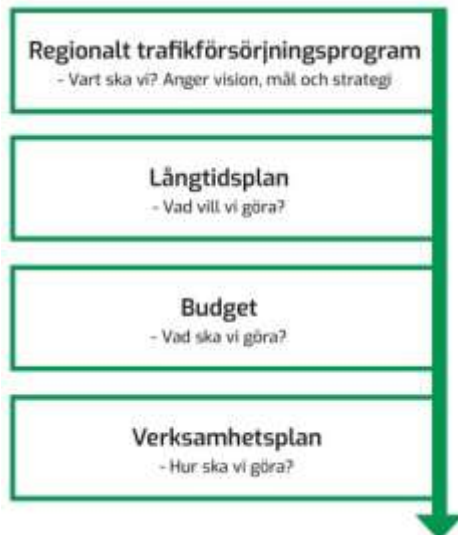 Regionalt trafikförsörjningsprogram
- Vart ska vi? Anger vision, mål och strategi
Långtidsplan
- Vad vill vi göra?
Budget
- Vad ska vi göra?
Verksamhetsplan
- Hur ska vi göra?